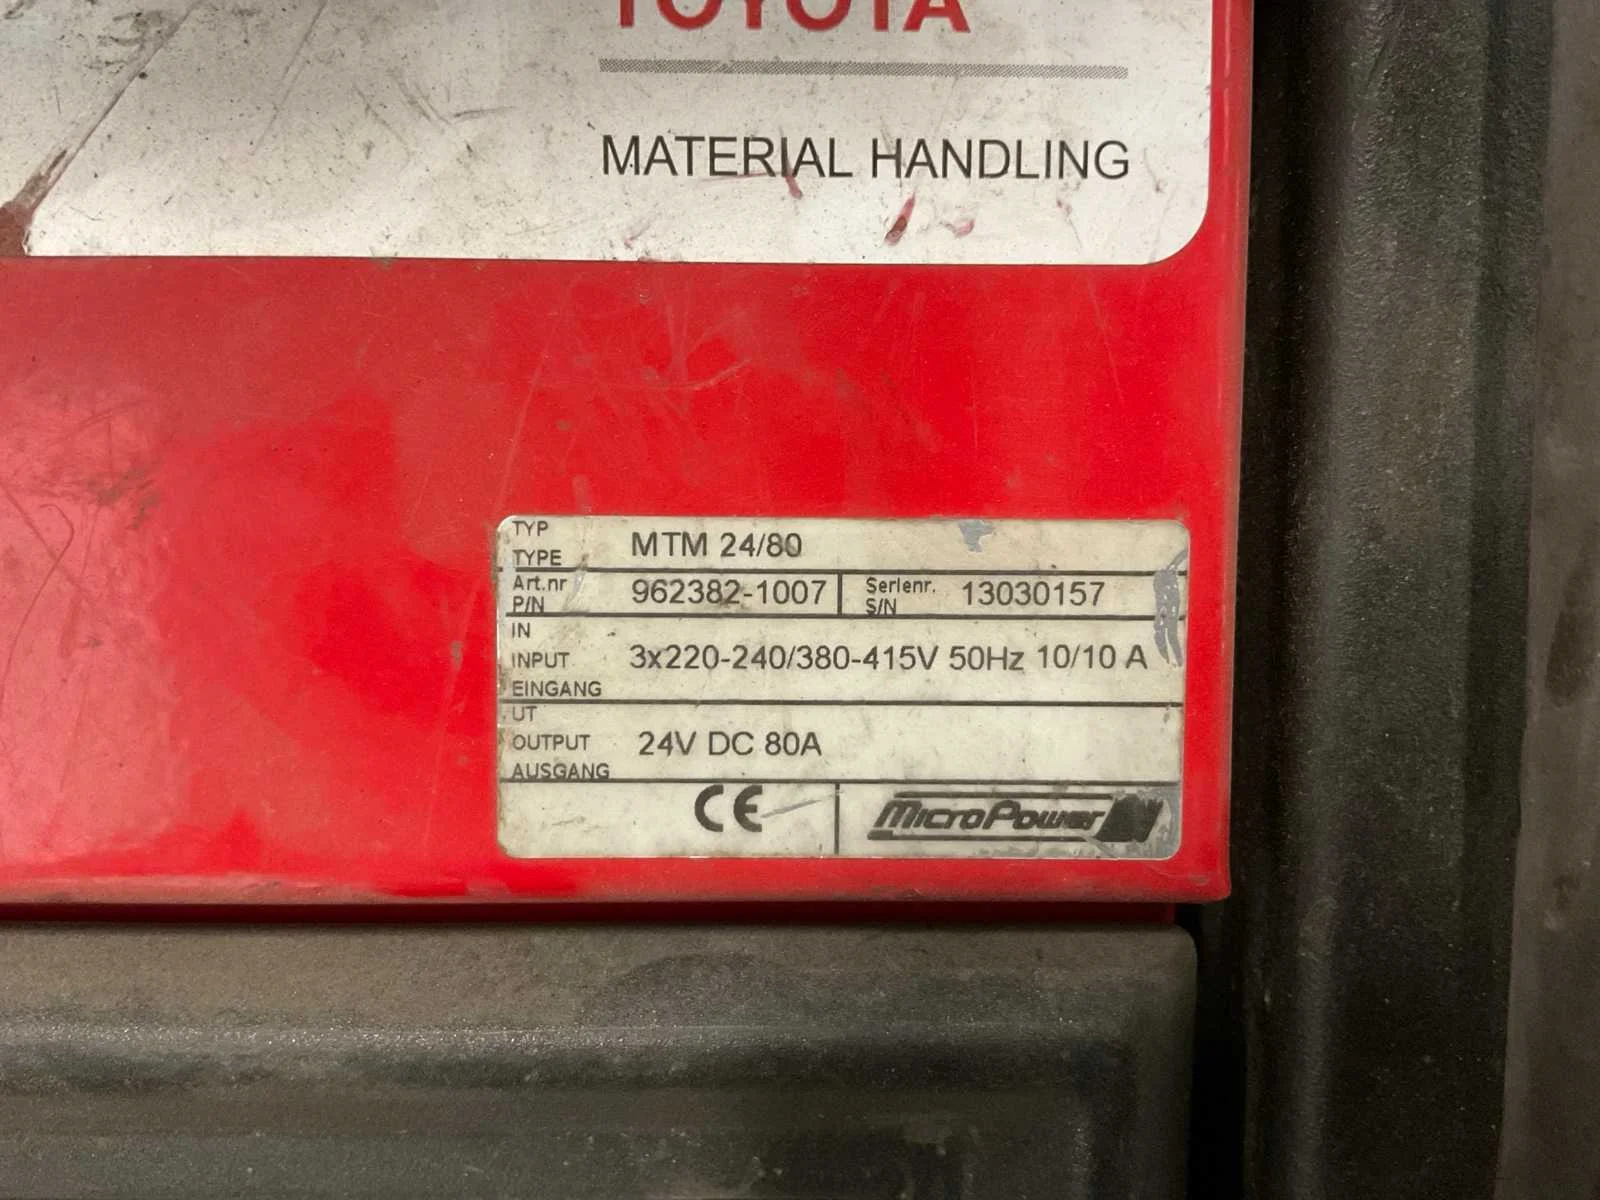 TOYOTA
MATERIAL HANDLING
TYP
TYPE
MTM 24/80
Art.nr
P/N
962382-1007
Serienr.
S/N
13030157
IN
INPUT
EINGANG
3x220-240/380-415V 50Hz 10/10 A
UT
OUTPUT
AUSGANG
24V DC 80A
CE
MicroPower